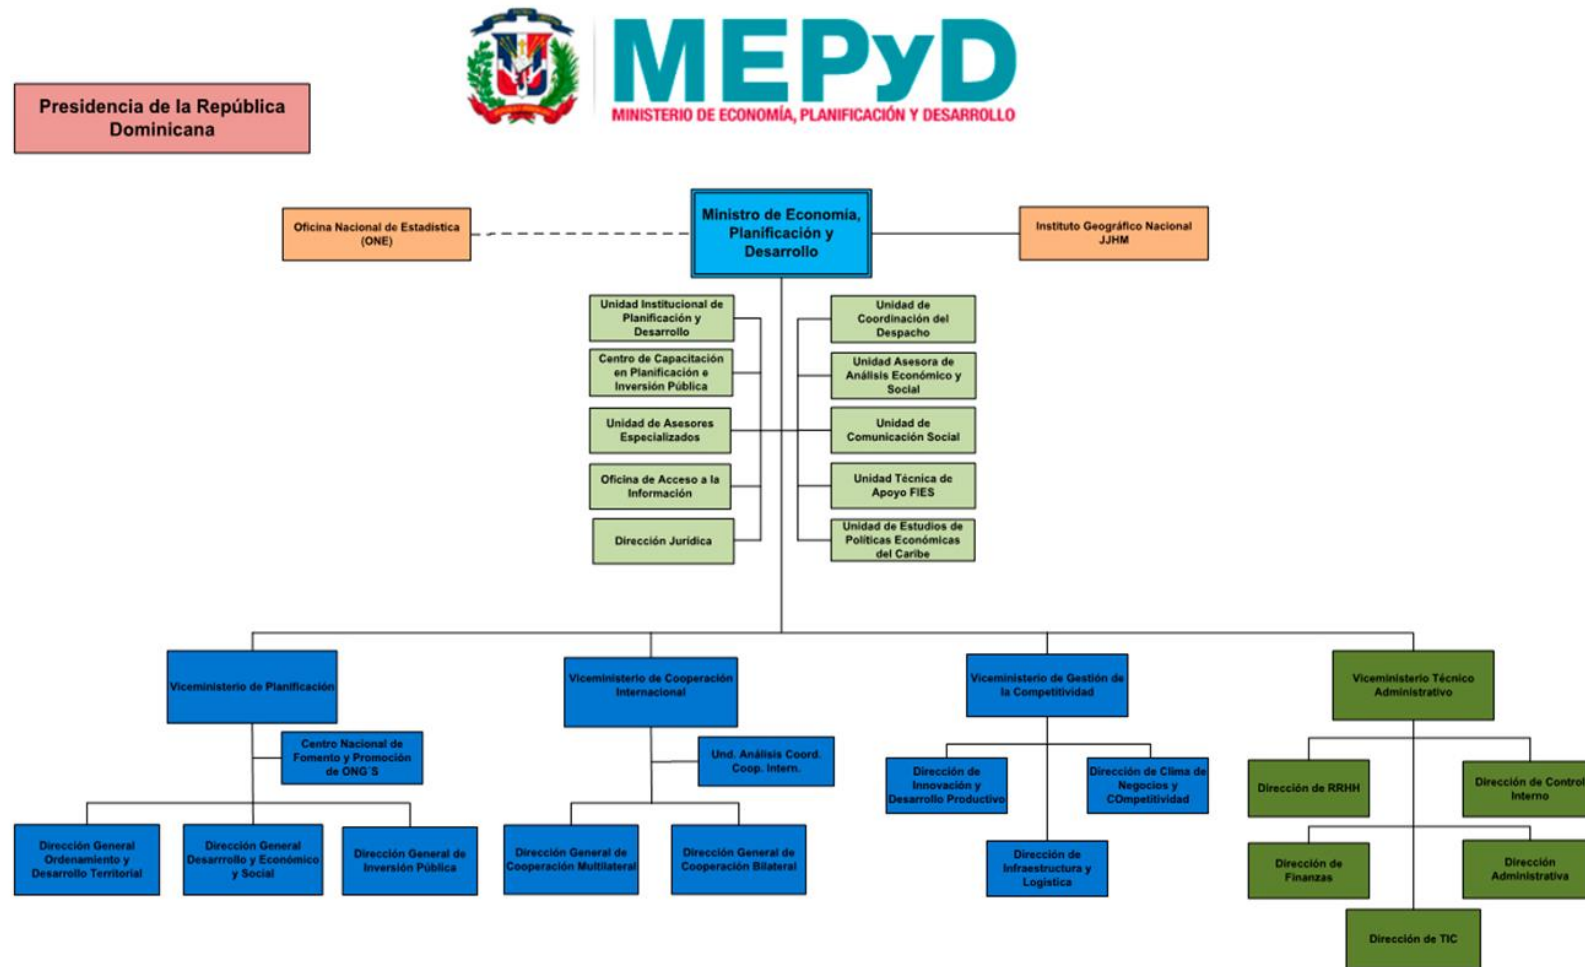 MEPyD
MINISTERIO DE ECONOMÍA, PLANIFICACIÓN Y DESARROLLO
Presidencia de la República
Dominicana
Oficina Nacional de Estadística
(ONE)
Ministro de Economía,
Planificación y
Desarrollo
Instituto Geográfico Nacional
JJHM
Unidad Institucional de
Planificación y
Desarrollo
Unidad de
Coordinación del
Despacho
Centro de Capacitación
en Planificación e
Inversión Pública
Unidad Asesora de
Análisis Económico y
Social
Unidad de Asesores
Especializados
Unidad de
Comunicación Social
Oficina de Acceso a la
Información
Unidad Técnica de
Apoyo FIES
Dirección Jurídica
Unidad de Estudios de
Políticas Económicas
del Caribe
Viceministerio de Planificación
Viceministerio de Cooperación
Internacional
Viceministerio de Gestión de
la Competitividad
Viceministerio Técnico
Administrativo
Centro Nacional de
Fomento y Promoción
de ONG´S
Und. Análisis Coord.
Coop. Intern.
Dirección de
Innovación y
Desarrollo Productivo
Dirección de Clima de
Negocios y
COmpetitividad
Dirección de RRHH
Dirección de Control
Interno
Dirección General
Ordenamiento y
Desarrollo Territorial
Dirección General
Desarrrollo y Económico
y Social
Dirección General de
Inversión Pública
Dirección General de
Cooperación Multilateral
Dirección General de
Cooperación Bilateral
Dirección de
Infraestructura y
Logística
Dirección de
Finanzas
Dirección
Administrativa
Dirección de TIC